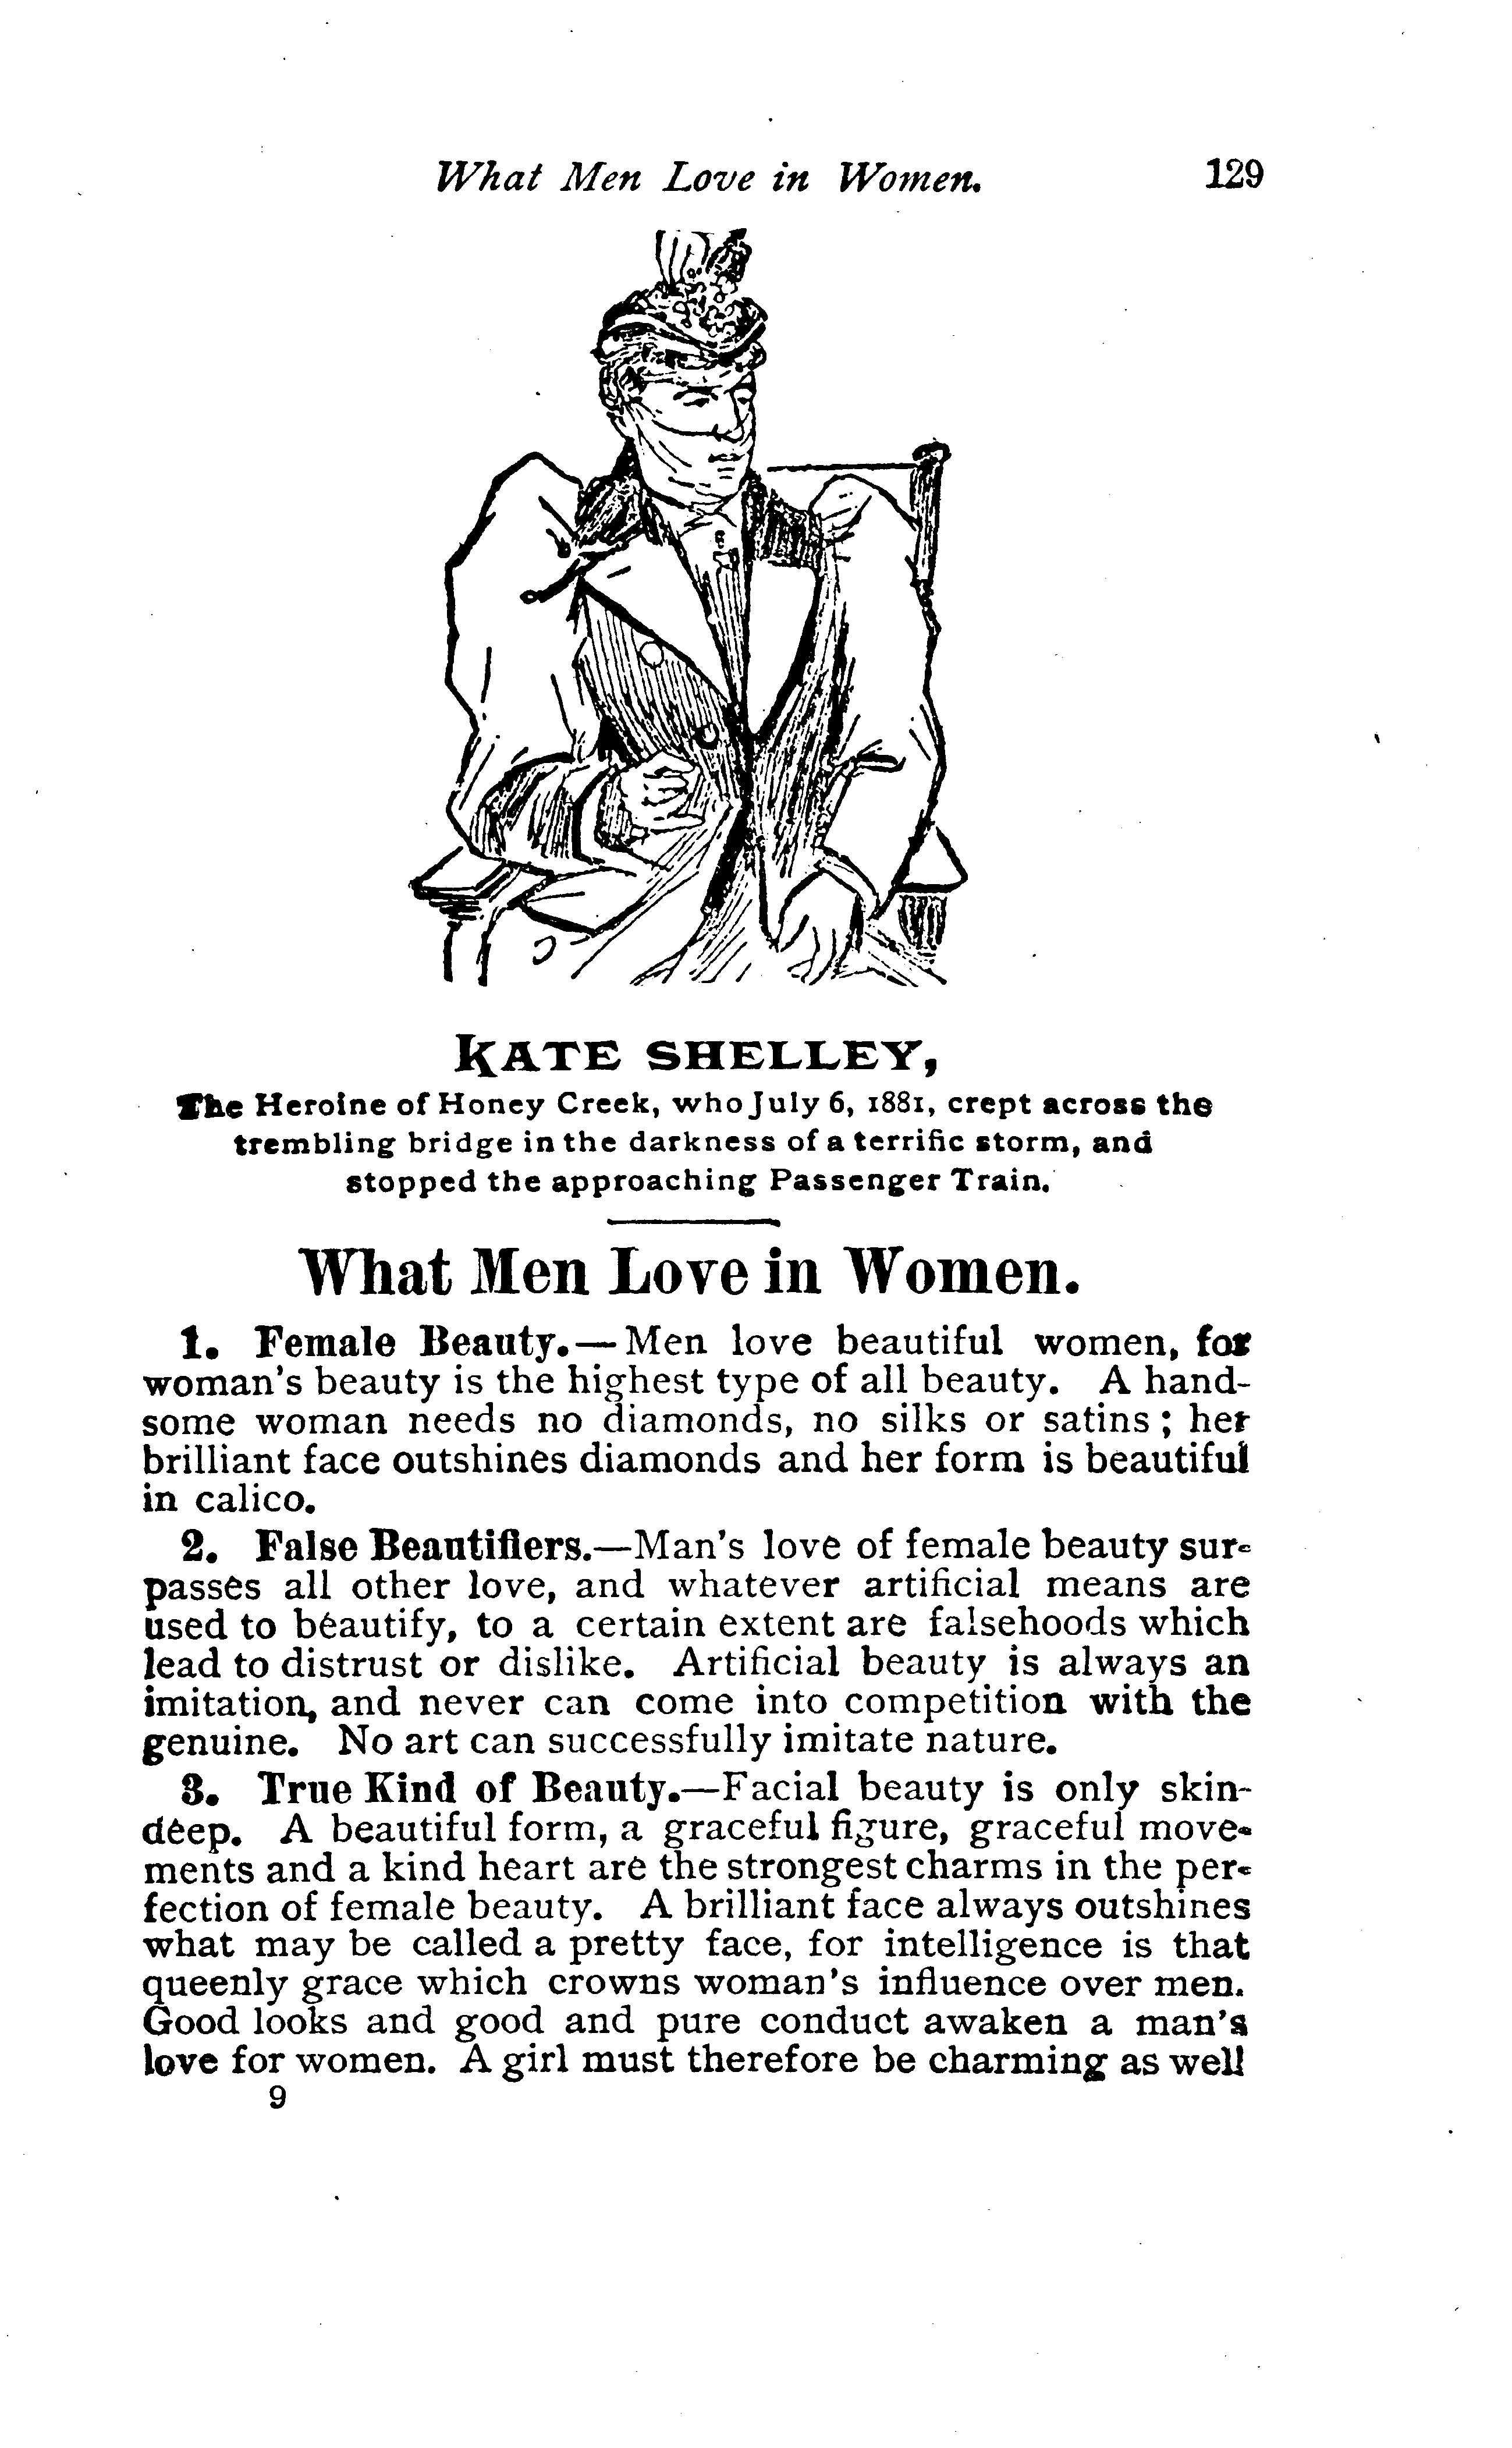 What Men Love in Women. 129
KATE SHELLEY,
The Heroine of Honey Creek, who July 6, 1881, crept across the
trembling bridge in the darkness of a terrific storm, and
stopped the approaching Passenger Train.
What Men Love in Women.
1. Female Beauty.—Men love beautiful women, for
woman's beauty is the highest type of all beauty. A hand-
some woman needs no diamonds, no silks or satins; her
brilliant face outshines diamonds and her form is beautiful
in calico.
2. False Beautifiers.—Man's love of female beauty sur-
passes all other love, and whatever artificial means are
used to beautify, to a certain extent are falsehoods which
lead to distrust or dislike. Artificial beauty is always an
imitation, and never can come into competition with the
genuine. No art can successfully imitate nature.
3. True Kind of Beauty.—Facial beauty is only skin-
deep. A beautiful form, a graceful figure, graceful move-
ments and a kind heart are the strongest charms in the per-
fection of female beauty. A brilliant face always outshines
what may be called a pretty face, for intelligence is that
queenly grace which crowns woman's influence over men.
Good looks and good and pure conduct awaken a man's
love for women. A girl must therefore be charming as well
9